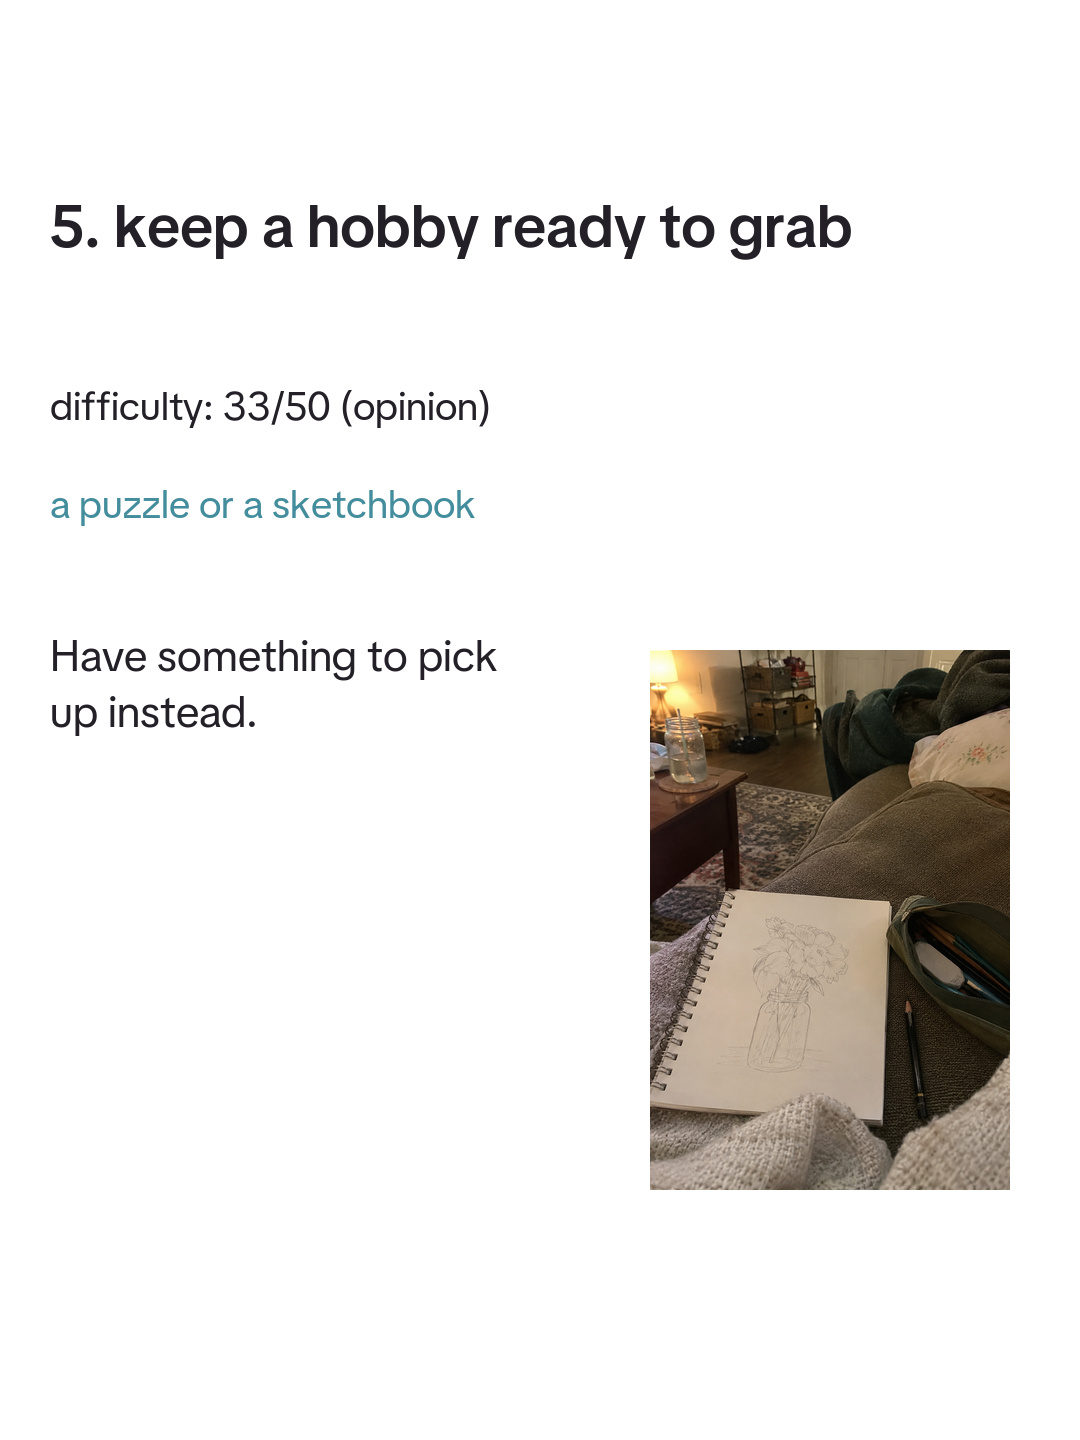 5. keep a hobby ready to grab
difficulty: 33/50 (opinion)
a puzzle or a sketchbook
Have something to pick
up instead.